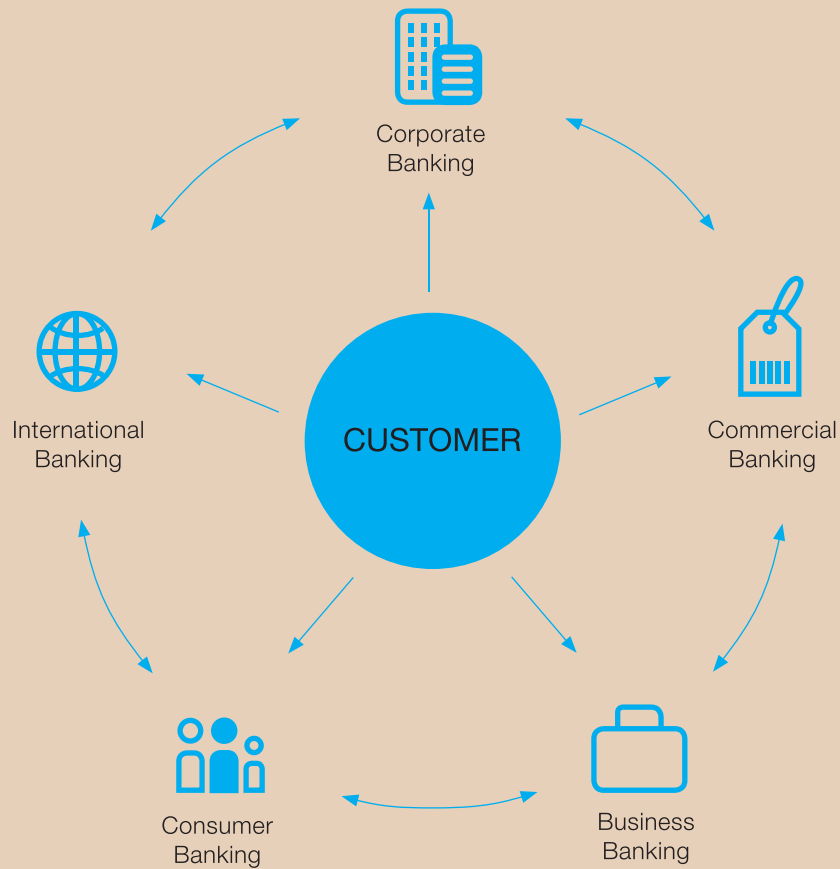 Corporate
Banking
International
Banking
CUSTOMER
Commercial
Banking
Consumer
Banking
Business
Banking